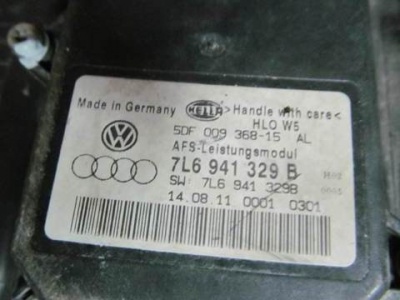 Made in Germany HELLA >Handle with care<
HLO W5
5DF 009 368-15 AL
AFS-Leistungsmodul
7L6 941 329 B
SW: 7L6 941 329B
14.08.11 0001 0301